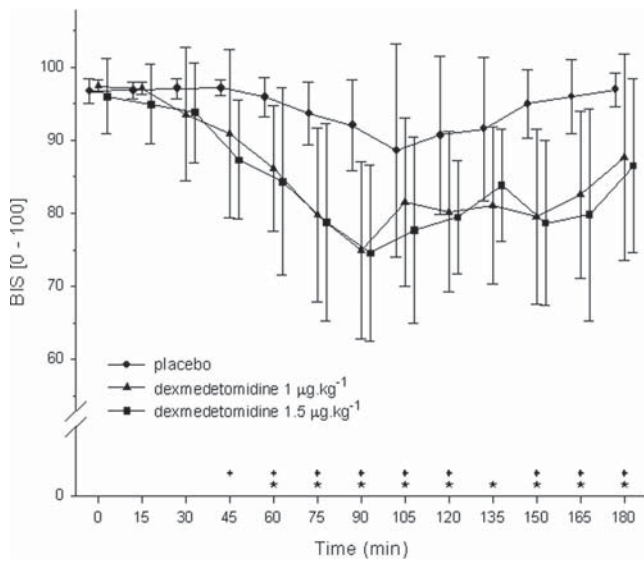 100
90
80
70
60
0
BIS [0 - 100]
placebo
dexmedetomidine 1 µg.kg⁻¹
dexmedetomidine 1.5 µg.kg⁻¹
+ + + + + + + + +
* * * * * * * * *
0 15 30 45 60 75 90 105 120 135 150 165 180
Time (min)